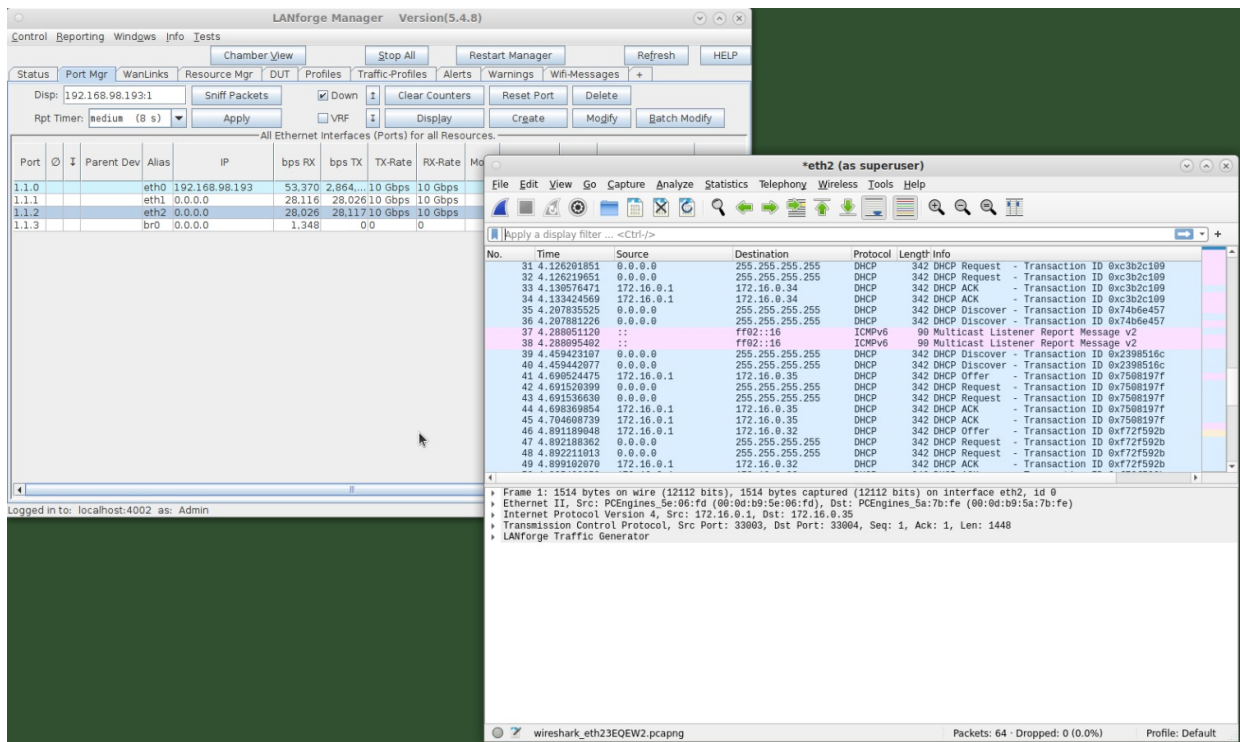 LANforge Manager Version(5.4.8)
Control Reporting Windows Info Tests
Chamber View Stop All Restart Manager Refresh HELP
Status Port Mgr WanLinks Resource Mgr DUT Profiles Traffic-Profiles Alerts Warnings Wifi-Messages +
Disp: 192.168.98.193:1 Sniff Packets Down Clear Counters Reset Port Delete
Rpt Timer: medium (8 s) Apply VRF Display Create Modify Batch Modify
All Ethernet Interfaces (Ports) for all Resources.
Port Parent Dev Alias IP bps RX bps TX TX-Rate RX-Rate Mo
1.1.0 eth0 192.168.98.193 53,370 2,864,... 10 Gbps 10 Gbps
1.1.1 eth1 0.0.0.0 28,116 28,026 10 Gbps 10 Gbps
1.1.2 eth2 0.0.0.0 28,026 28,117 10 Gbps 10 Gbps
1.1.3 br0 0.0.0.0 1,348 0 0 0
Logged in to: localhost:4002 as: Admin
*eth2 (as superuser)
File Edit View Go Capture Analyze Statistics Telephony Wireless Tools Help
Apply a display filter ... <Ctrl-/>
No. Time Source Destination Protocol Length Info
31 4.126201851 0.0.0.0 255.255.255.255 DHCP 342 DHCP Request - Transaction ID 0xc3b2c109
32 4.126219651 0.0.0.0 255.255.255.255 DHCP 342 DHCP Request - Transaction ID 0xc3b2c109
33 4.130576471 172.16.0.1 172.16.0.34 DHCP 342 DHCP ACK - Transaction ID 0xc3b2c109
34 4.133424569 172.16.0.1 172.16.0.34 DHCP 342 DHCP ACK - Transaction ID 0xc3b2c109
35 4.207835525 0.0.0.0 255.255.255.255 DHCP 342 DHCP Discover - Transaction ID 0x74b6e457
36 4.207881226 0.0.0.0 255.255.255.255 DHCP 342 DHCP Discover - Transaction ID 0x74b6e457
37 4.288051120 :: ff02::16 ICMPv6 90 Multicast Listener Report Message v2
38 4.288095402 :: ff02::16 ICMPv6 90 Multicast Listener Report Message v2
39 4.459423107 0.0.0.0 255.255.255.255 DHCP 342 DHCP Discover - Transaction ID 0x2398516c
40 4.459442077 0.0.0.0 255.255.255.255 DHCP 342 DHCP Discover - Transaction ID 0x2398516c
41 4.690524475 172.16.0.1 172.16.0.35 DHCP 342 DHCP Offer - Transaction ID 0x7508197f
42 4.691520399 0.0.0.0 255.255.255.255 DHCP 342 DHCP Request - Transaction ID 0x7508197f
43 4.691536630 0.0.0.0 255.255.255.255 DHCP 342 DHCP Request - Transaction ID 0x7508197f
44 4.698369854 172.16.0.1 172.16.0.35 DHCP 342 DHCP ACK - Transaction ID 0x7508197f
45 4.704608739 172.16.0.1 172.16.0.35 DHCP 342 DHCP ACK - Transaction ID 0x7508197f
46 4.891189048 172.16.0.1 172.16.0.32 DHCP 342 DHCP Offer - Transaction ID 0xf72f592b
47 4.892188362 0.0.0.0 255.255.255.255 DHCP 342 DHCP Request - Transaction ID 0xf72f592b
48 4.892211013 0.0.0.0 255.255.255.255 DHCP 342 DHCP Request - Transaction ID 0xf72f592b
49 4.899102070 172.16.0.1 172.16.0.32 DHCP 342 DHCP ACK - Transaction ID 0xf72f592b
Frame 1: 1514 bytes on wire (12112 bits), 1514 bytes captured (12112 bits) on interface eth2, id 0
Ethernet II, Src: PCEngines_5e:06:fd (00:0d:b9:5e:06:fd), Dst: PCEngines_5a:7b:fe (00:0d:b9:5a:7b:fe)
Internet Protocol Version 4, Src: 172.16.0.1, Dst: 172.16.0.35
Transmission Control Protocol, Src Port: 33003, Dst Port: 33004, Seq: 1, Ack: 1, Len: 1448
LANforge Traffic Generator
wireshark_eth23EQEW2.pcapng Packets: 64 · Dropped: 0 (0.0%) Profile: Default